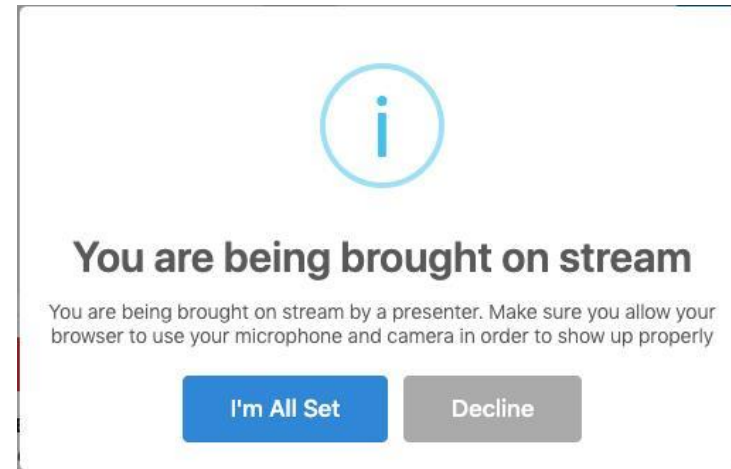 You are being brought on stream
You are being brought on stream by a presenter. Make sure you allow your
browser to use your microphone and camera in order to show up properly
I'm All Set
Decline